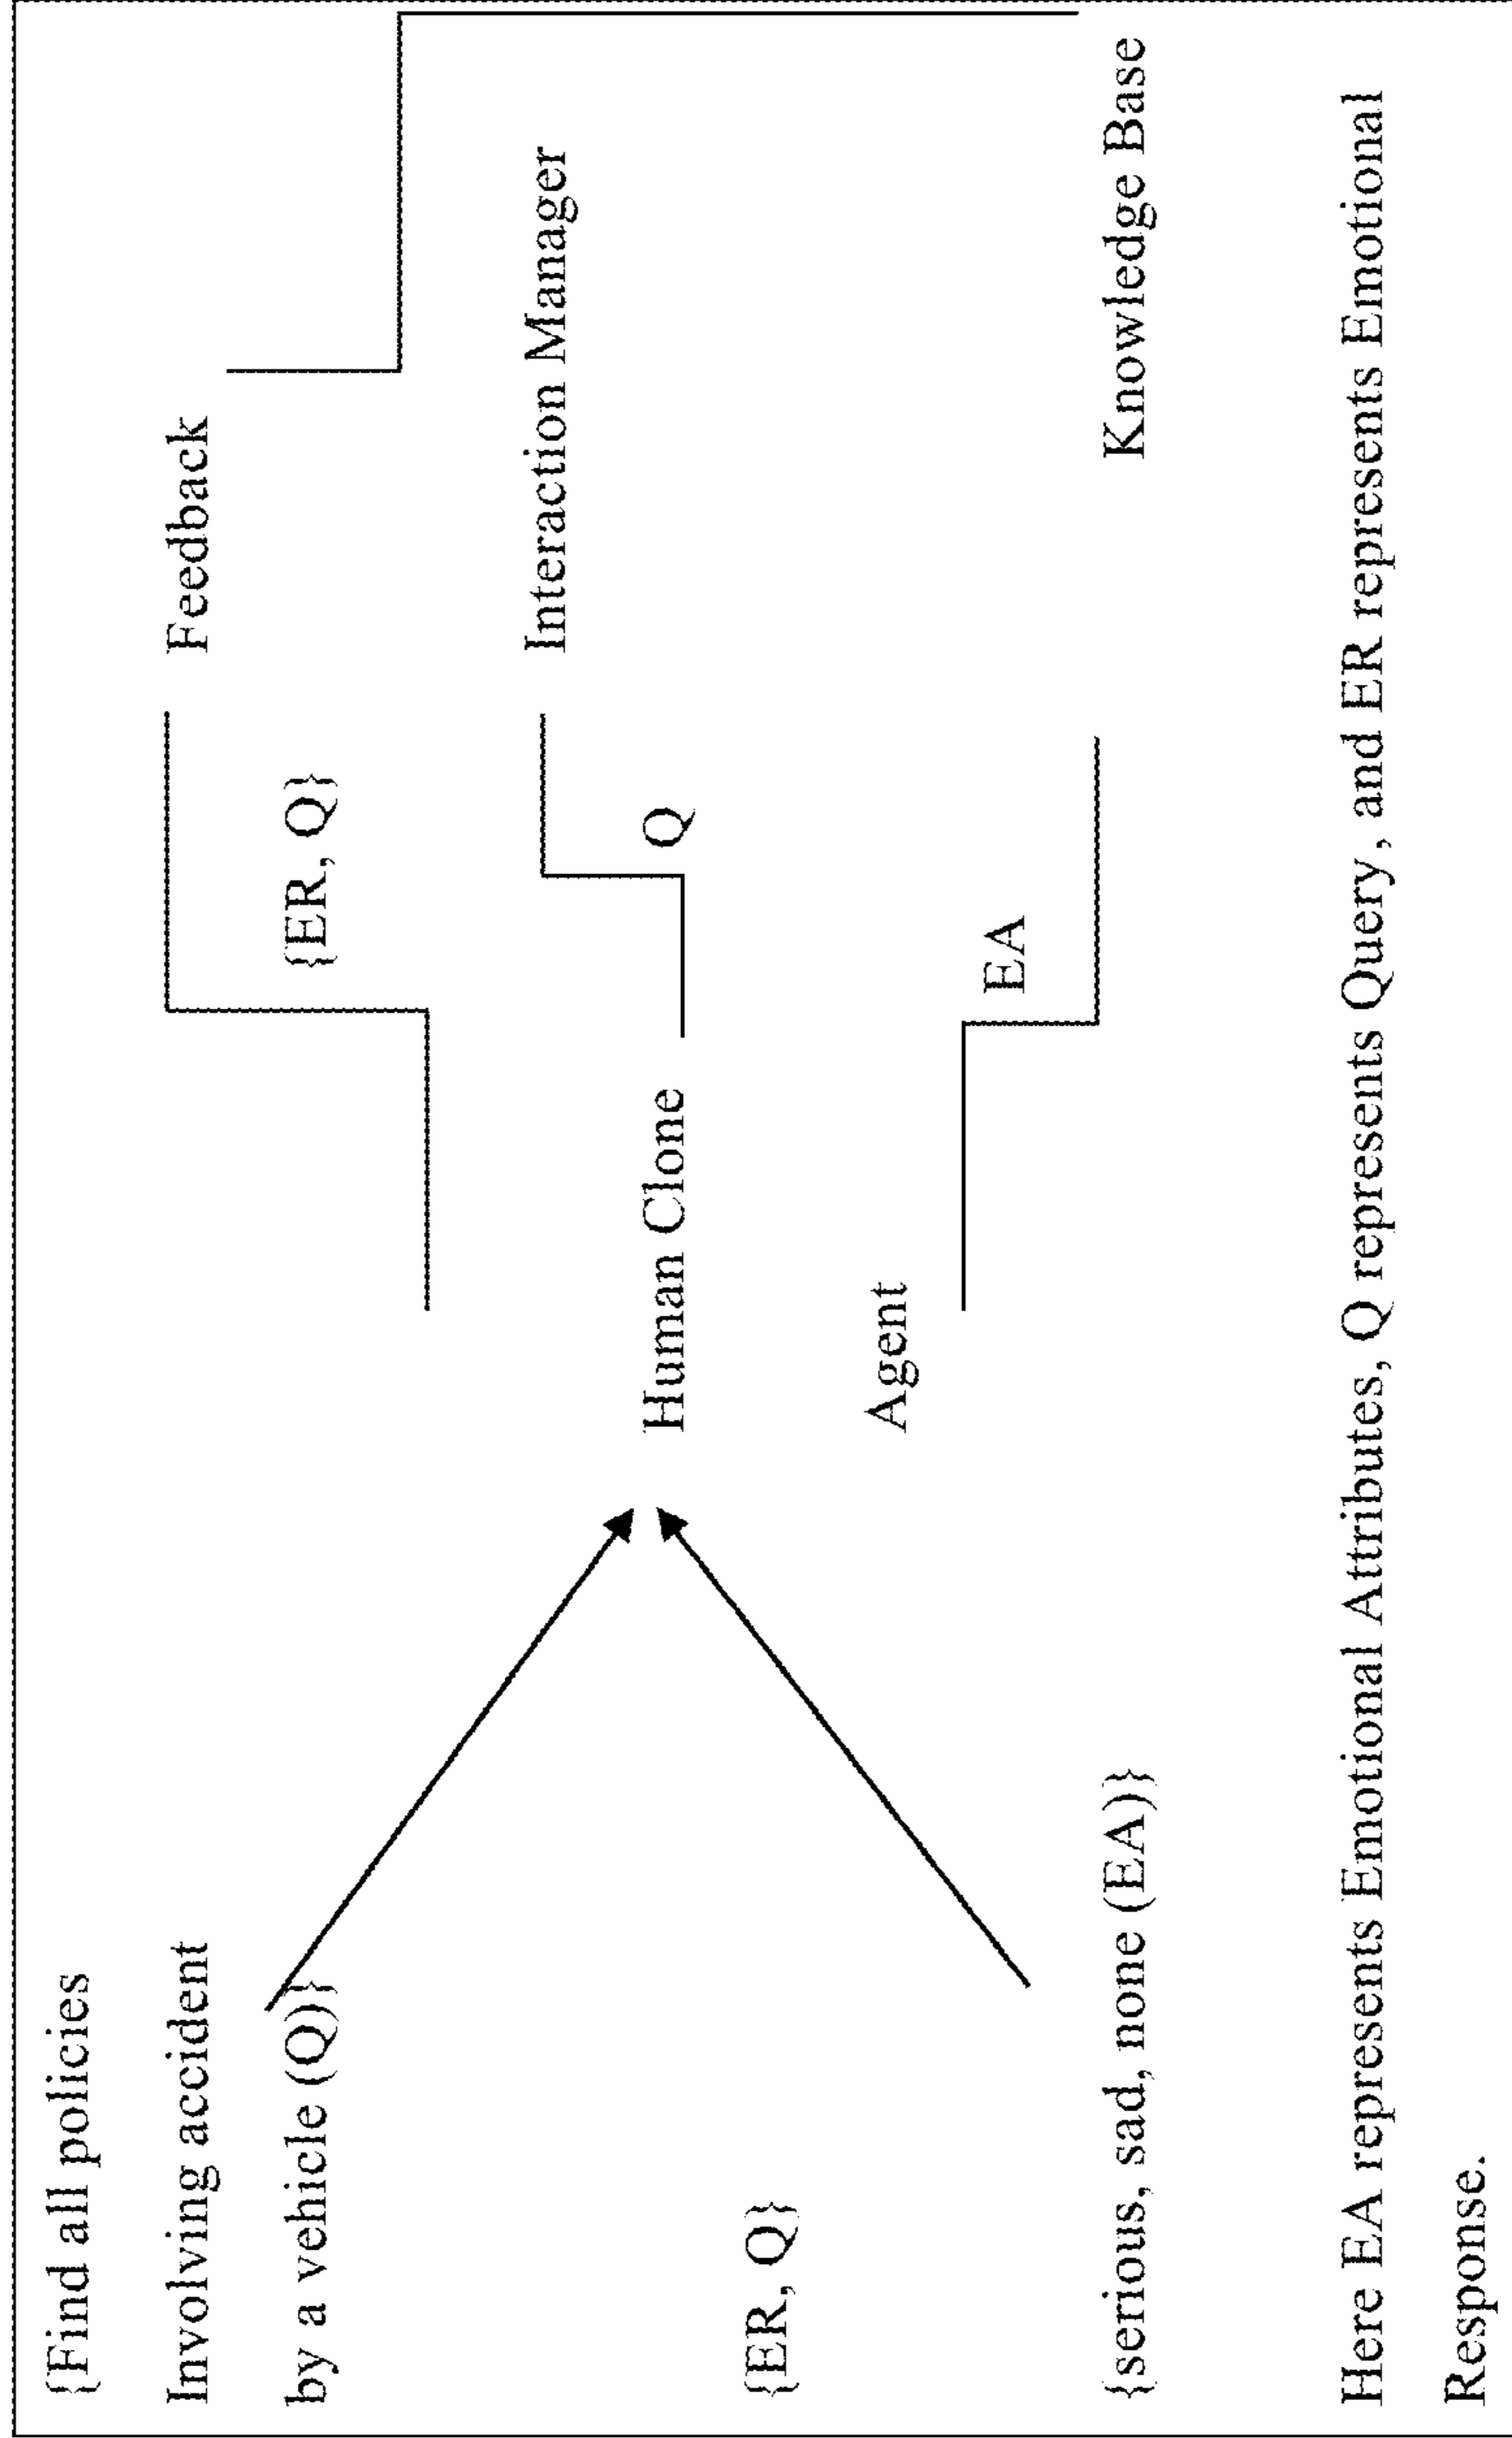 {Find all policies
Involving accident
by a vehicle (Q)}
{ER, Q}
{serious, sad, none (EA)}
Human Clone
Agent
{ER, Q}
Q
EA
Feedback
Interaction Manager
Knowledge Base
Here EA represents Emotional Attributes, Q represents Query, and ER represents Emotional
Response.